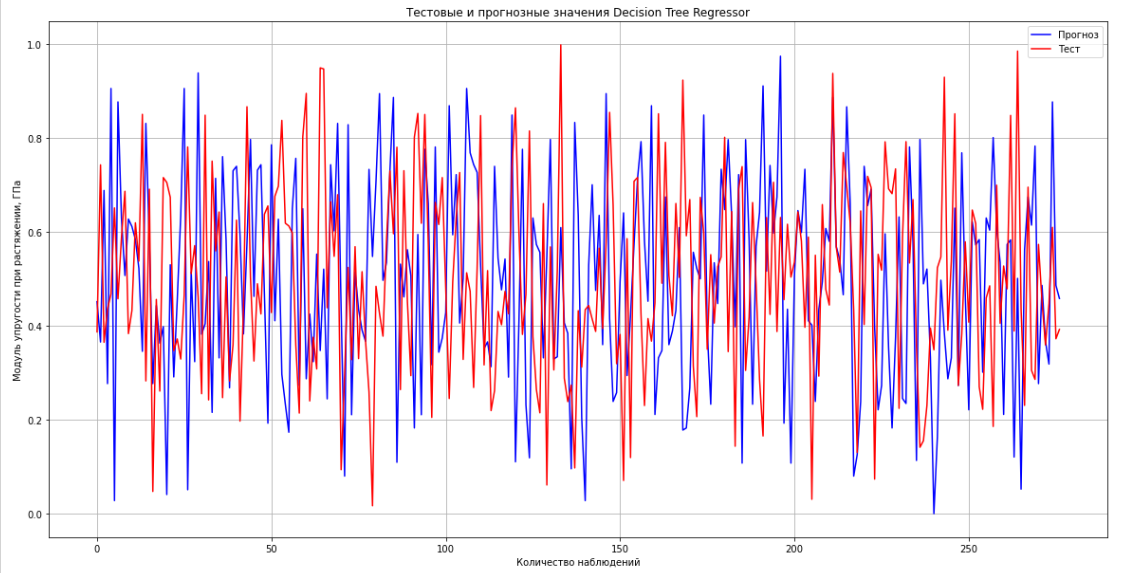 Тестовые и прогнозные значения Decision Tree Regressor
Прогноз
Тест
Модуль упругости при растяжении, ГПа
1.0
0.8
0.6
0.4
0.2
0.0
0 50 100 150 200 250
Количество наблюдений